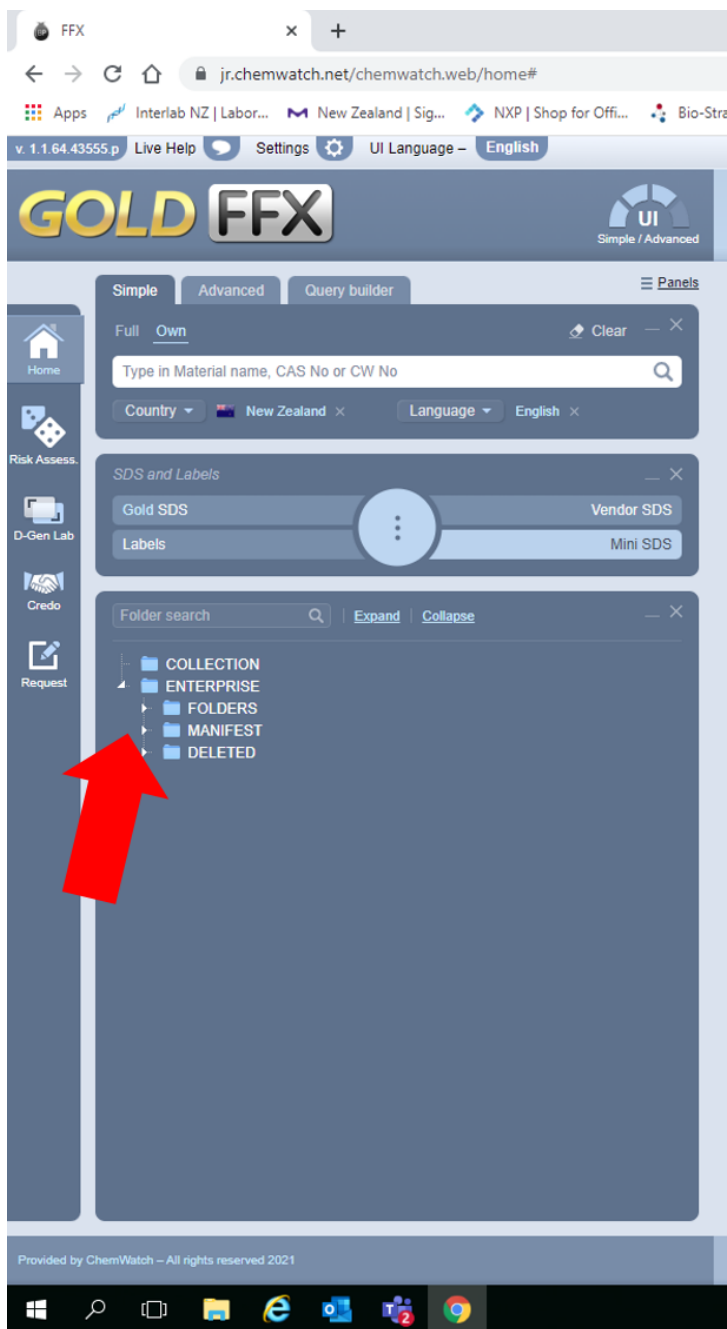 FFX
jr.chemwatch.net/chemwatch.web/home#
Apps Interlab NZ | Labor... New Zealand | Sig... NXP | Shop for Offi... Bio-Stra
v. 1.1.64.43555.p Live Help Settings UI Language – English
GOLD FFX
UI
Simple / Advanced
Simple Advanced Query builder Panels
Full Own Clear
Home
Type in Material name, CAS No or CW No
Country New Zealand × Language English ×
Risk Assess.
SDS and Labels
Gold SDS Vendor SDS
D-Gen Lab
Labels Mini SDS
Credo
Folder search Expand Collapse
Request
COLLECTION
ENTERPRISE
FOLDERS
MANIFEST
DELETED
Provided by ChemWatch – All rights reserved 2021
2